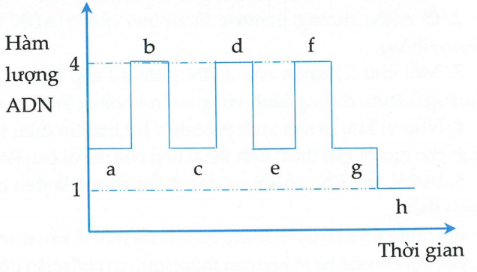 Hàm
lượng
ADN
4
1
b d f
a c e g
h
Thời gian